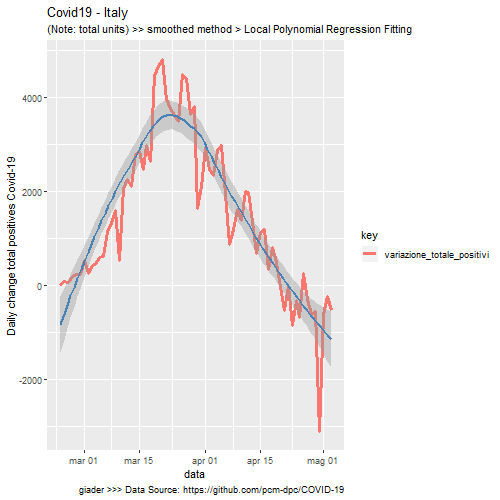 Covid19 - Italy
(Note: total units) >> smoothed method > Local Polynomial Regression Fitting
Daily change total positives Covid-19
4000
2000
0
-2000
mar 01
mar 15
apr 01
apr 15
mag 01
data
key
variazione_totale_positivi
giader >>> Data Source: https://github.com/pcm-dpc/COVID-19